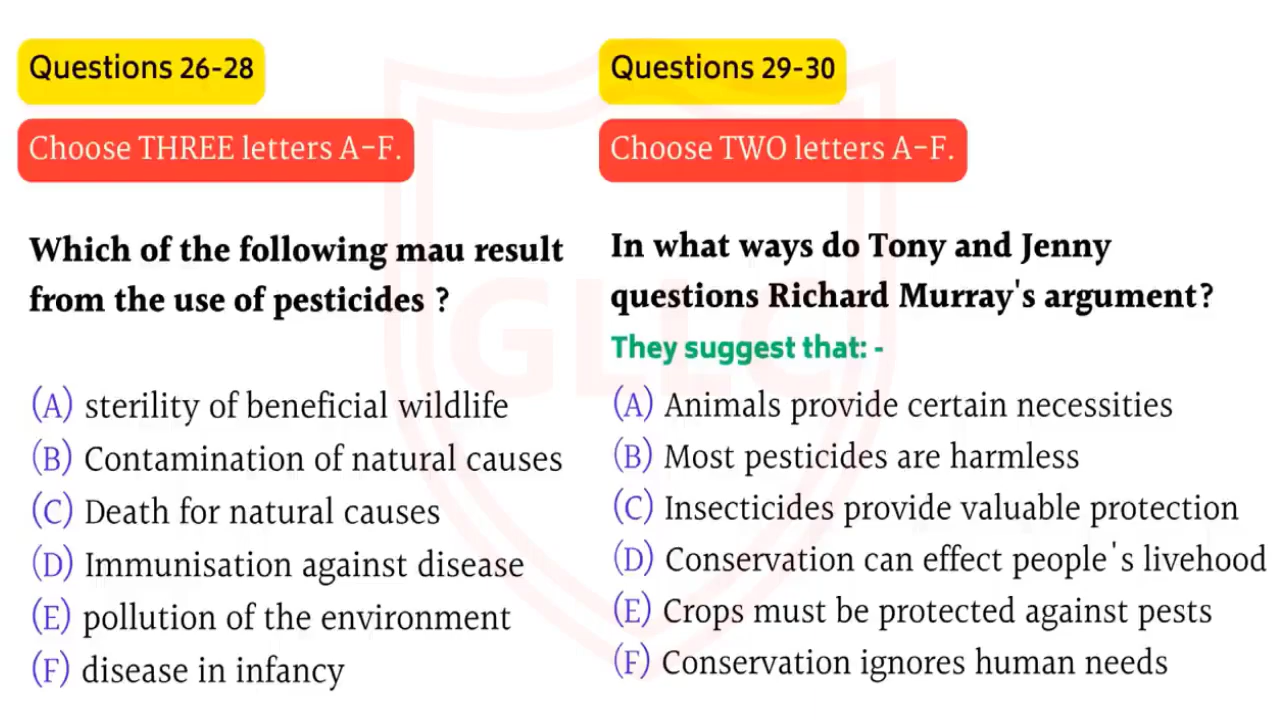 Questions 26-28
Choose THREE letters A-F.
Which of the following mau result
from the use of pesticides ?
(A) sterility of beneficial wildlife
(B) Contamination of natural causes
(C) Death for natural causes
(D) Immunisation against disease
(E) pollution of the environment
(F) disease in infancy
Questions 29-30
Choose TWO letters A-F.
In what ways do Tony and Jenny
questions Richard Murray's argument?
They suggest that: -
(A) Animals provide certain necessities
(B) Most pesticides are harmless
(C) Insecticides provide valuable protection
(D) Conservation can effect people's livehood
(E) Crops must be protected against pests
(F) Conservation ignores human needs
GLLC